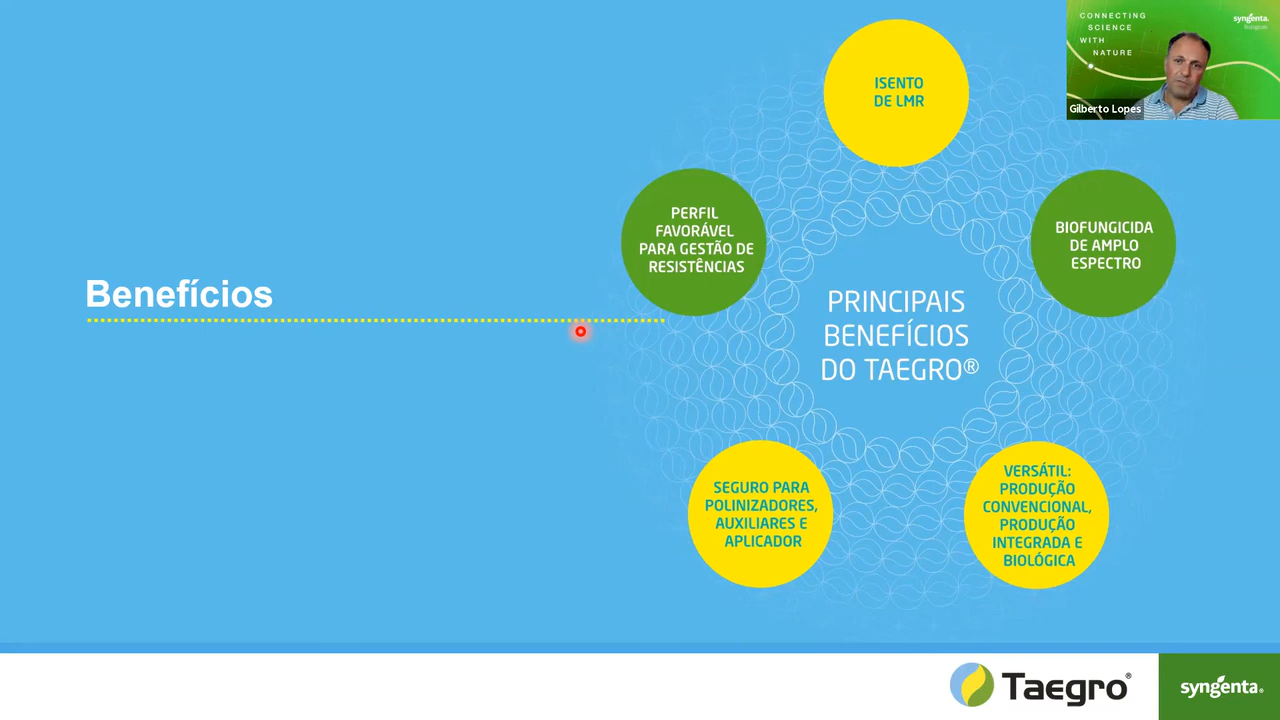 CONNECTING
SCIENCE
WITH
NATURE
syngenta.
Gilberto Lopes
Benefícios
PRINCIPAIS
BENEFÍCIOS
DO TAEGRO®
ISENTO
DE LMR
BIOFUNGICIDA
DE AMPLO
ESPECTRO
VERSÁTIL:
PRODUÇÃO
CONVENCIONAL,
PRODUÇÃO
INTEGRADA E
BIOLÓGICA
SEGURO PARA
POLINIZADORES,
AUXILIARES E
APLICADOR
PERFIL
FAVORÁVEL
PARA GESTÃO DE
RESISTÊNCIAS
Taegro®
syngenta®